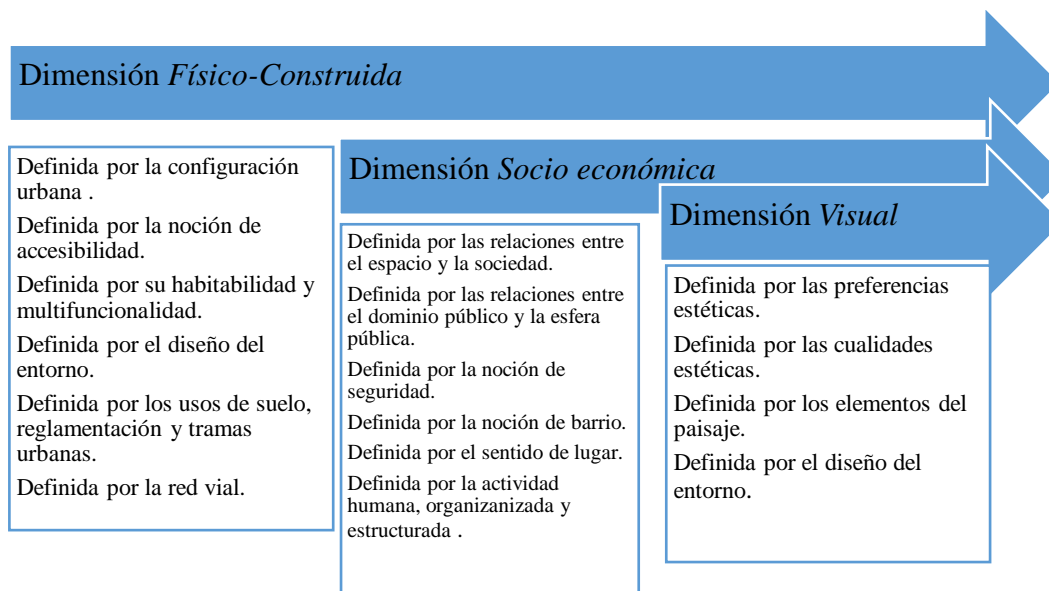 Dimensión Físico-Construida
Definida por la configuración
urbana .
Definida por la noción de
accesibilidad.
Definida por su habitabilidad y
multifuncionalidad.
Definida por el diseño del
entorno.
Definida por los usos de suelo,
reglamentación y tramas
urbanas.
Definida por la red vial.
Dimensión Socio económica
Definida por las relaciones entre
el espacio y la sociedad.
Definida por las relaciones entre
el dominio público y la esfera
pública.
Definida por la noción de
seguridad.
Definida por la noción de barrio.
Definida por el sentido de lugar.
Definida por la actividad
humana, organizanizada y
estructurada .
Dimensión Visual
Definida por las preferencias
estéticas.
Definida por las cualidades
estéticas.
Definida por los elementos del
paisaje.
Definida por el diseño del
entorno.